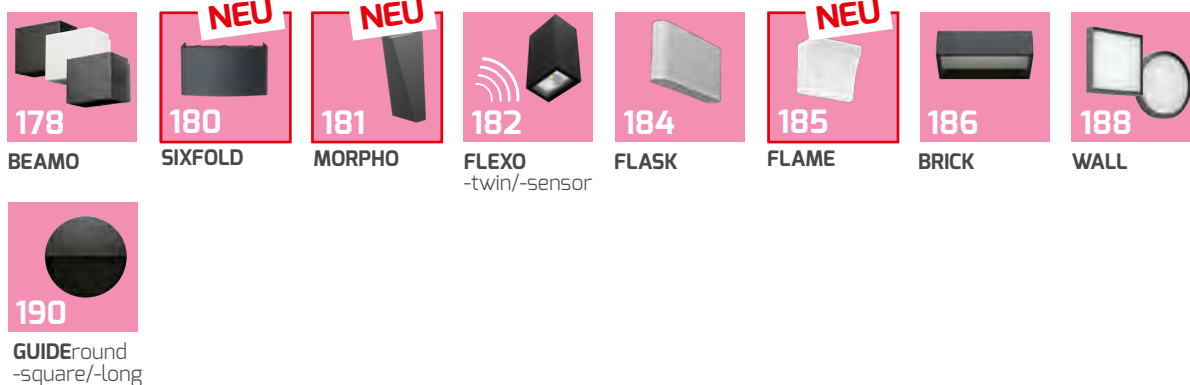 178
BEAMO
NEU
180
SIXFOLD
NEU
181
MORPHO
182
FLEXO
-twin/-sensor
184
FLASK
NEU
185
FLAME
186
BRICK
188
WALL
190
GUIDEround
-square/-long